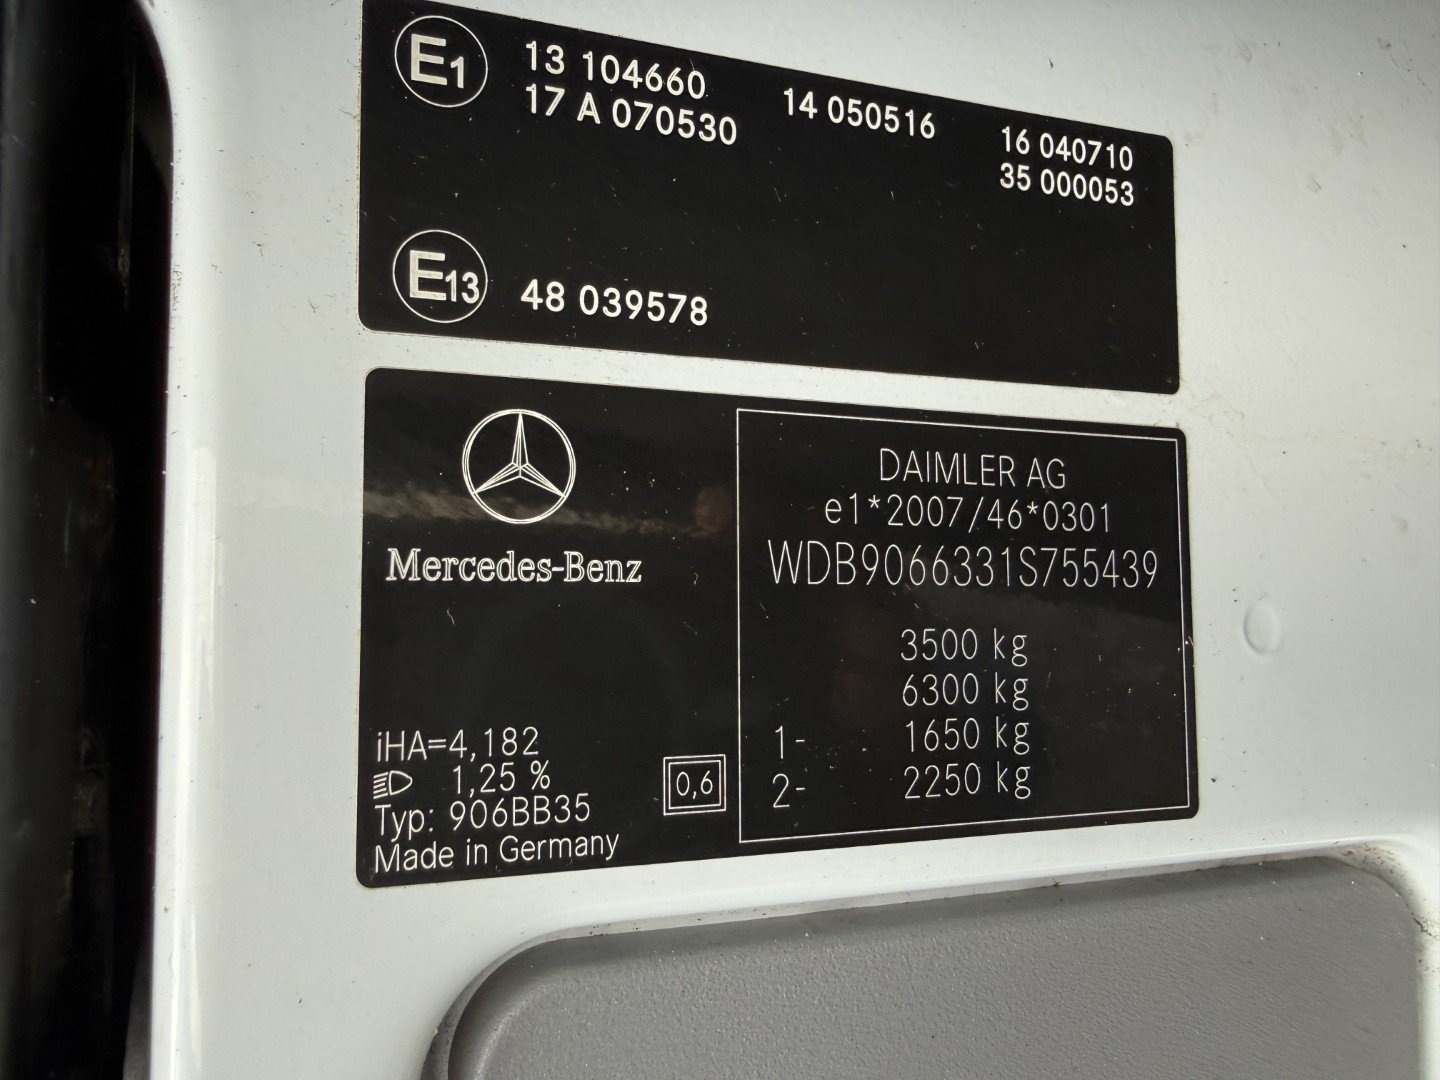 E1 13 104660 14 050516 16 040710
17 A 070530 35 000053
E13 48 039578
Mercedes-Benz
iHA=4,182
1,25 %
Typ: 906BB35
Made in Germany
0,6
DAIMLER AG
e1*2007/46*0301
WDB9066331S755439
3500 kg
6300 kg
1- 1650 kg
2- 2250 kg